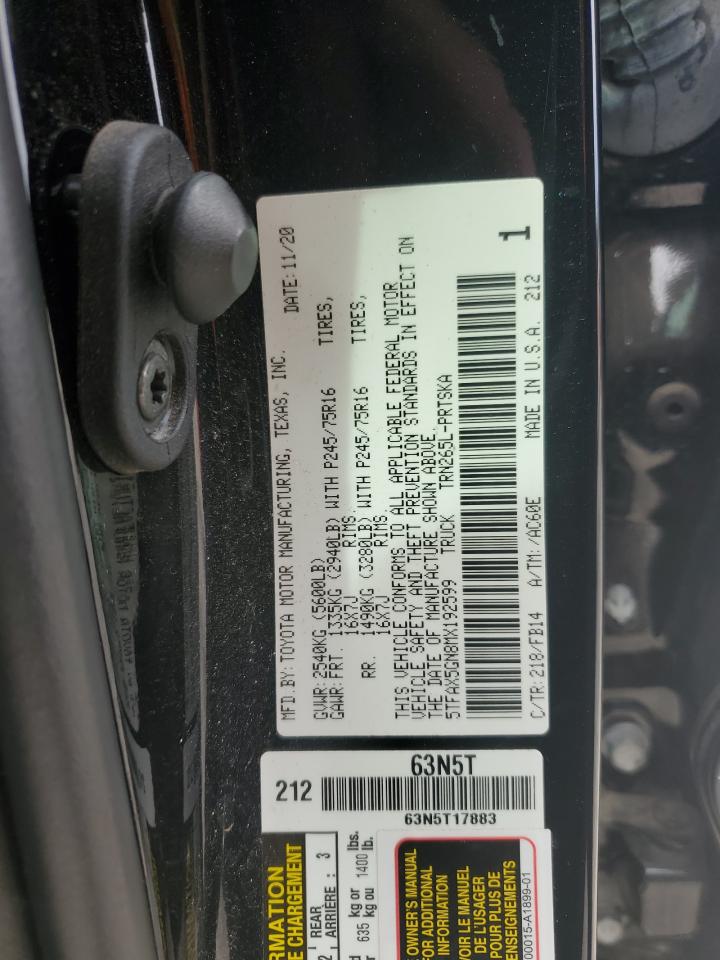 MFD.BY:TOYOTA MOTOR MANUFACTURING, TEXAS, INC. DATE:11/20
GVWR:2540KG (5600LB)
GAWR:FRT. 1335KG (2940LB) WITH P245/75R16 TIRES,
16X7J RIMS.
RR. 1490KG (3280LB) WITH P245/75R16 TIRES,
16X7J RIMS.
THIS VEHICLE CONFORMS TO ALL APPLICABLE FEDERAL MOTOR
VEHICLE SAFETY AND THEFT PREVENTION STANDARDS IN EFFECT ON
THE DATE OF MANUFACTURE SHOWN ABOVE.
5TFAX5GN8MX192599 TRUCK TRN265L-PRTSKA
1
C/TR:218/FB14 A/TM:/AC60E MADE IN U.S.A. 212
63N5T
212
63N5T17883
E CHARGEMENT
REAR
, ARRIÈRE : 3
635 kg or 1400 lbs.
kg ou lb.
OWNER'S MANUAL
FOR ADDITIONAL
INFORMATION
VOIR LE MANUEL
DE L'USAGER
POUR PLUS DE
RENSEIGNEMENTS
00015-A1899-01